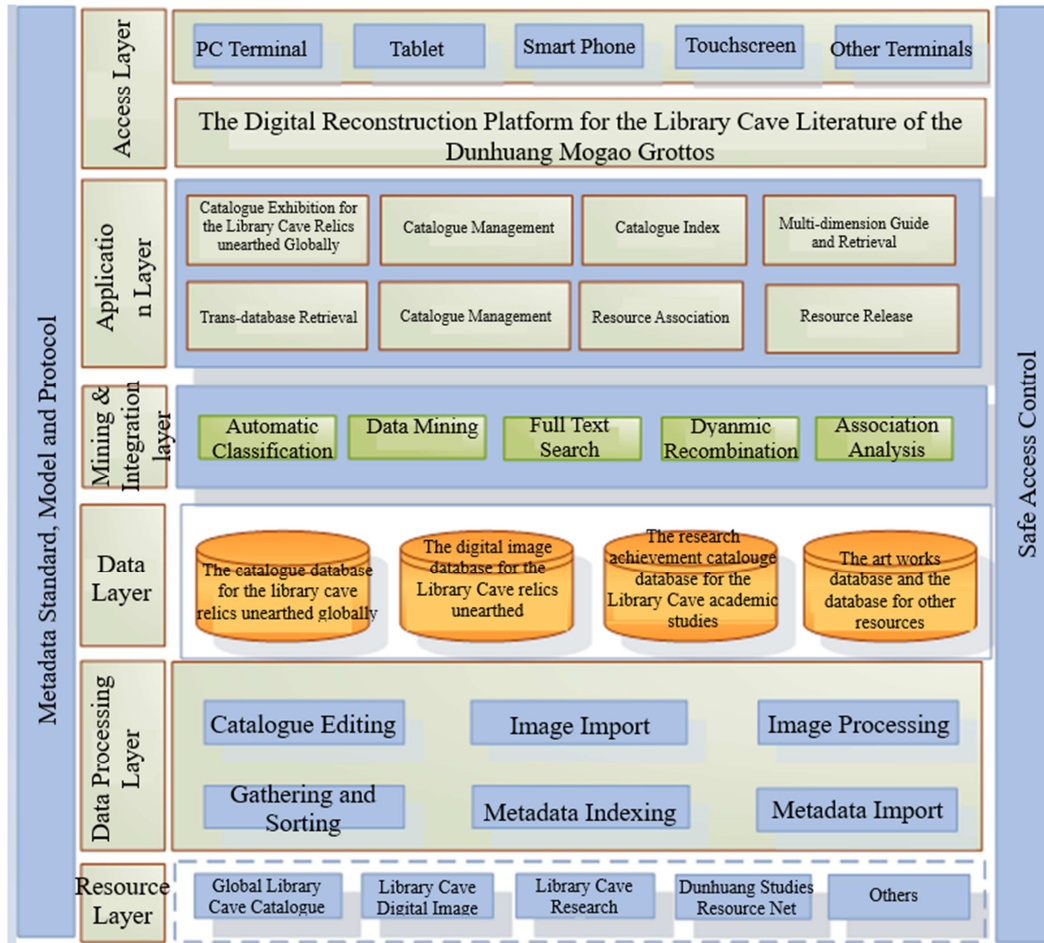 Metadata Standard, Model and Protocol
Access Layer
PC Terminal
Tablet
Smart Phone
Touchscreen
Other Terminals
The Digital Reconstruction Platform for the Library Cave Literature of the
Dunhuang Mogao Grottos
Applicatio
n Layer
Catalogue Exhibition for
the Library Cave Relics
unearthed Globally
Catalogue Management
Catalogue Index
Multi-dimension Guide
and Retrieval
Trans-database Retrieval
Catalogue Management
Resource Association
Resource Release
Mining &
Integration
layer
Automatic
Classification
Data Mining
Full Text
Search
Dyanmic
Recombination
Association
Analysis
Data
Layer
The catalogue database
for the library cave
relics unearthed globally
The digital image
database for the
Library Cave relics
unearthed
The research
achievement catalouge
database for the
Library Cave academic
studies
The art works
database and the
database for other
resources
Data Processing
Layer
Catalogue Editing
Image Import
Image Processing
Gathering and
Sorting
Metadata Indexing
Metadata Import
Resource
Layer
Global Library
Cave Catalogue
Library Cave
Digital Image
Library Cave
Research
Dunhuang Studies
Resource Net
Others
Safe Access Control